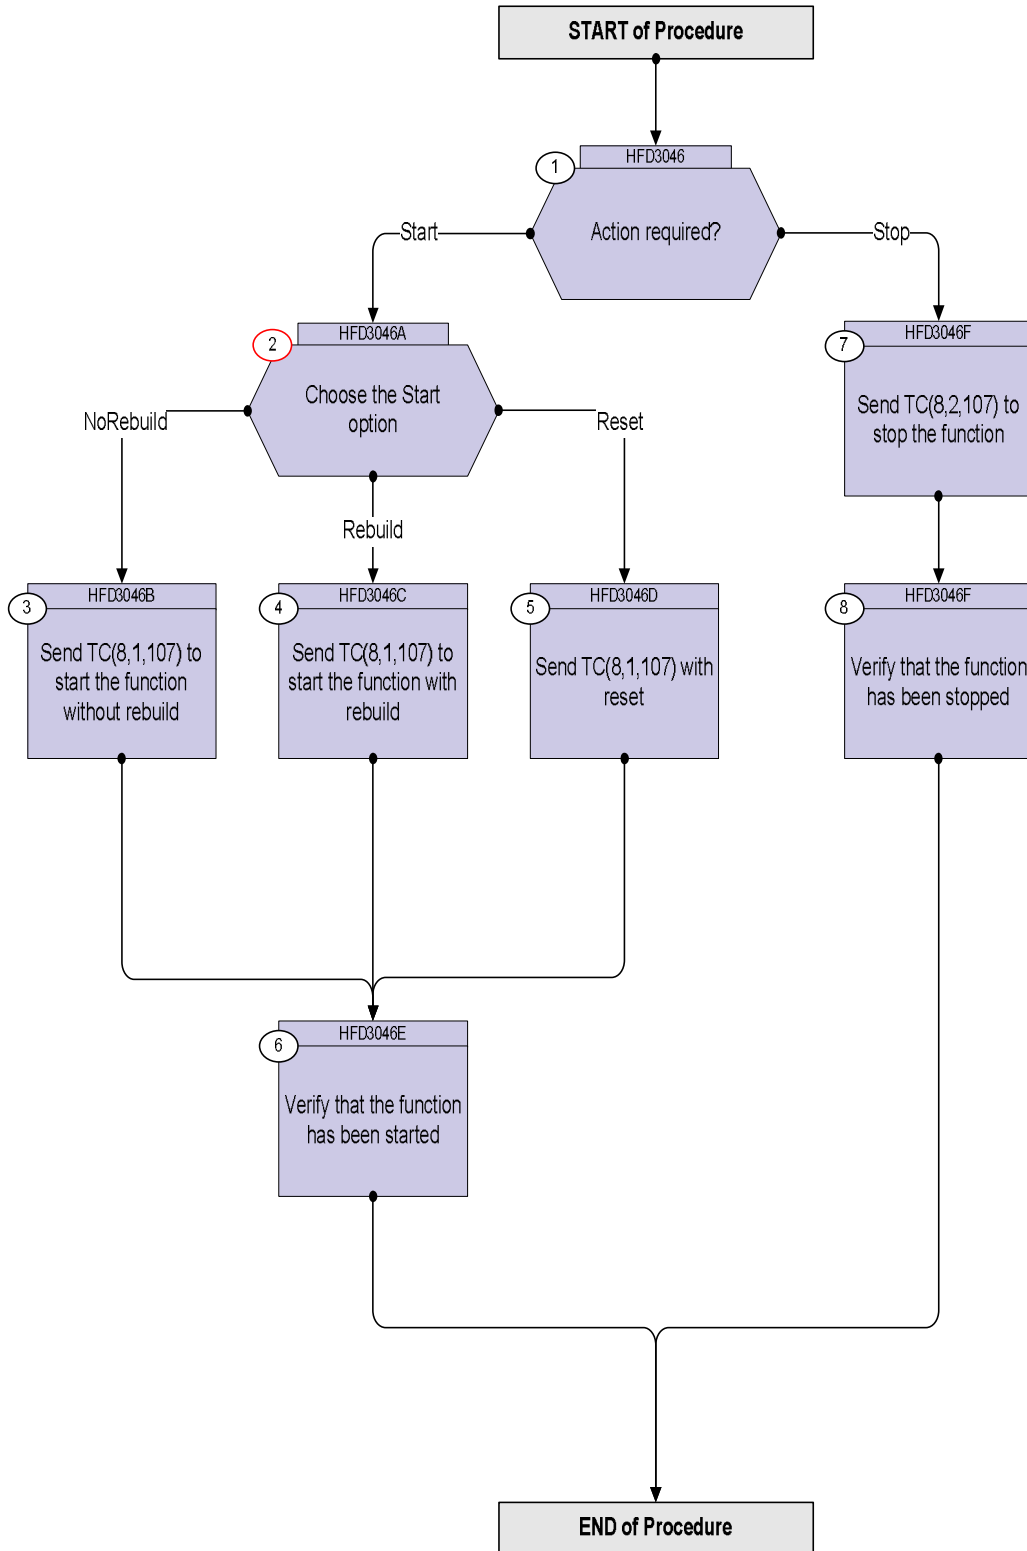 START of Procedure
HFD3046
1
Action required?
Start
Stop
HFD3046A
2
Choose the Start
option
HFD3046F
7
Send TC(8,2,107) to
stop the function
NoRebuild
Reset
Rebuild
HFD3046B
3
Send TC(8,1,107) to
start the function
without rebuild
HFD3046C
4
Send TC(8,1,107) to
start the function with
rebuild
HFD3046D
5
Send TC(8,1,107) with
reset
HFD3046F
8
Verify that the function
has been stopped
HFD3046E
6
Verify that the function
has been started
END of Procedure